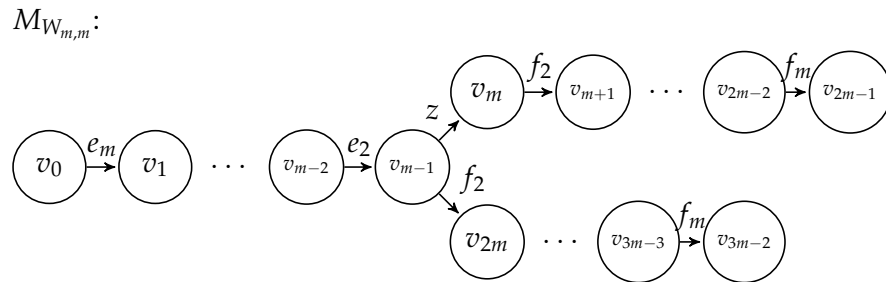 M_{W_{m,m}}:
z v_m f_2 v_{m+1} ··· v_{2m−2} f_m v_{2m−1}
v_0 e_m v_1 ··· v_{m−2} e_2 v_{m−1}
f_2 v_{2m} ··· v_{3m−3} f_m v_{3m−2}